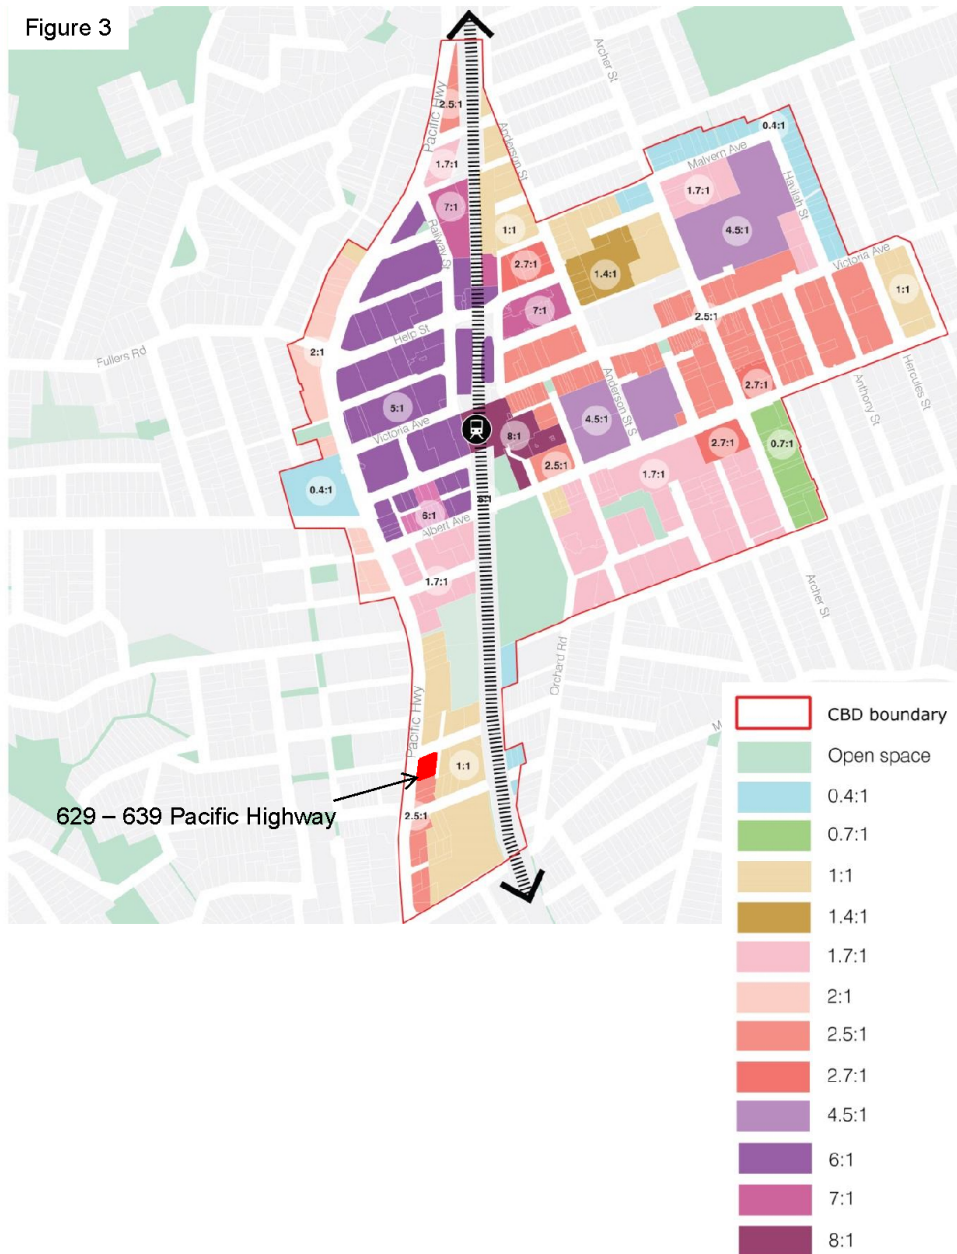 Figure 3
Archer St
Pacific Hwy
2.5:1
Anderson St
0.4:1
Malvern Ave
1.7:1
1.7:1
Havilah St
7:1
Railway St
1:1
4.5:1
2.7:1
1.4:1
Victoria Ave
1:1
7:1
2.5:1
Help St
2:1
Fullers Rd
Hercules St
Anderson St S
2.7:1
Anthony St
5:1
4.5:1
Victoria Ave
8:1
2.7:1
0.7:1
2.5:1
1.7:1
0.4:1
6:1
Albert Ave
1.7:1
Archer St
Orchard Rd
Pacific Hwy
M
1:1
629 – 639 Pacific Highway
2.5:1
CBD boundary
Open space
0.4:1
0.7:1
1:1
1.4:1
1.7:1
2:1
2.5:1
2.7:1
4.5:1
6:1
7:1
8:1